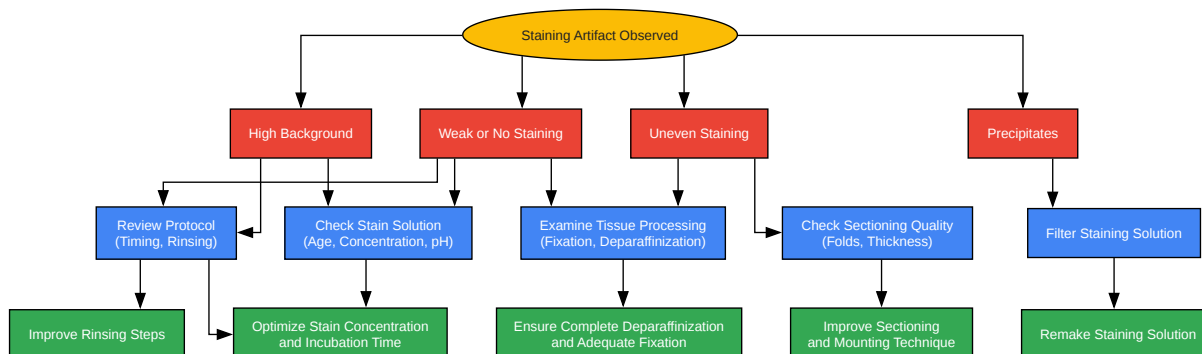 Staining Artifact Observed
High Background
Weak or No Staining
Uneven Staining
Precipitates
Review Protocol
(Timing, Rinsing)
Check Stain Solution
(Age, Concentration, pH)
Examine Tissue Processing
(Fixation, Deparaffinization)
Check Sectioning Quality
(Folds, Thickness)
Filter Staining Solution
Improve Rinsing Steps
Optimize Stain Concentration
and Incubation Time
Ensure Complete Deparaffinization
and Adequate Fixation
Improve Sectioning
and Mounting Technique
Remake Staining Solution